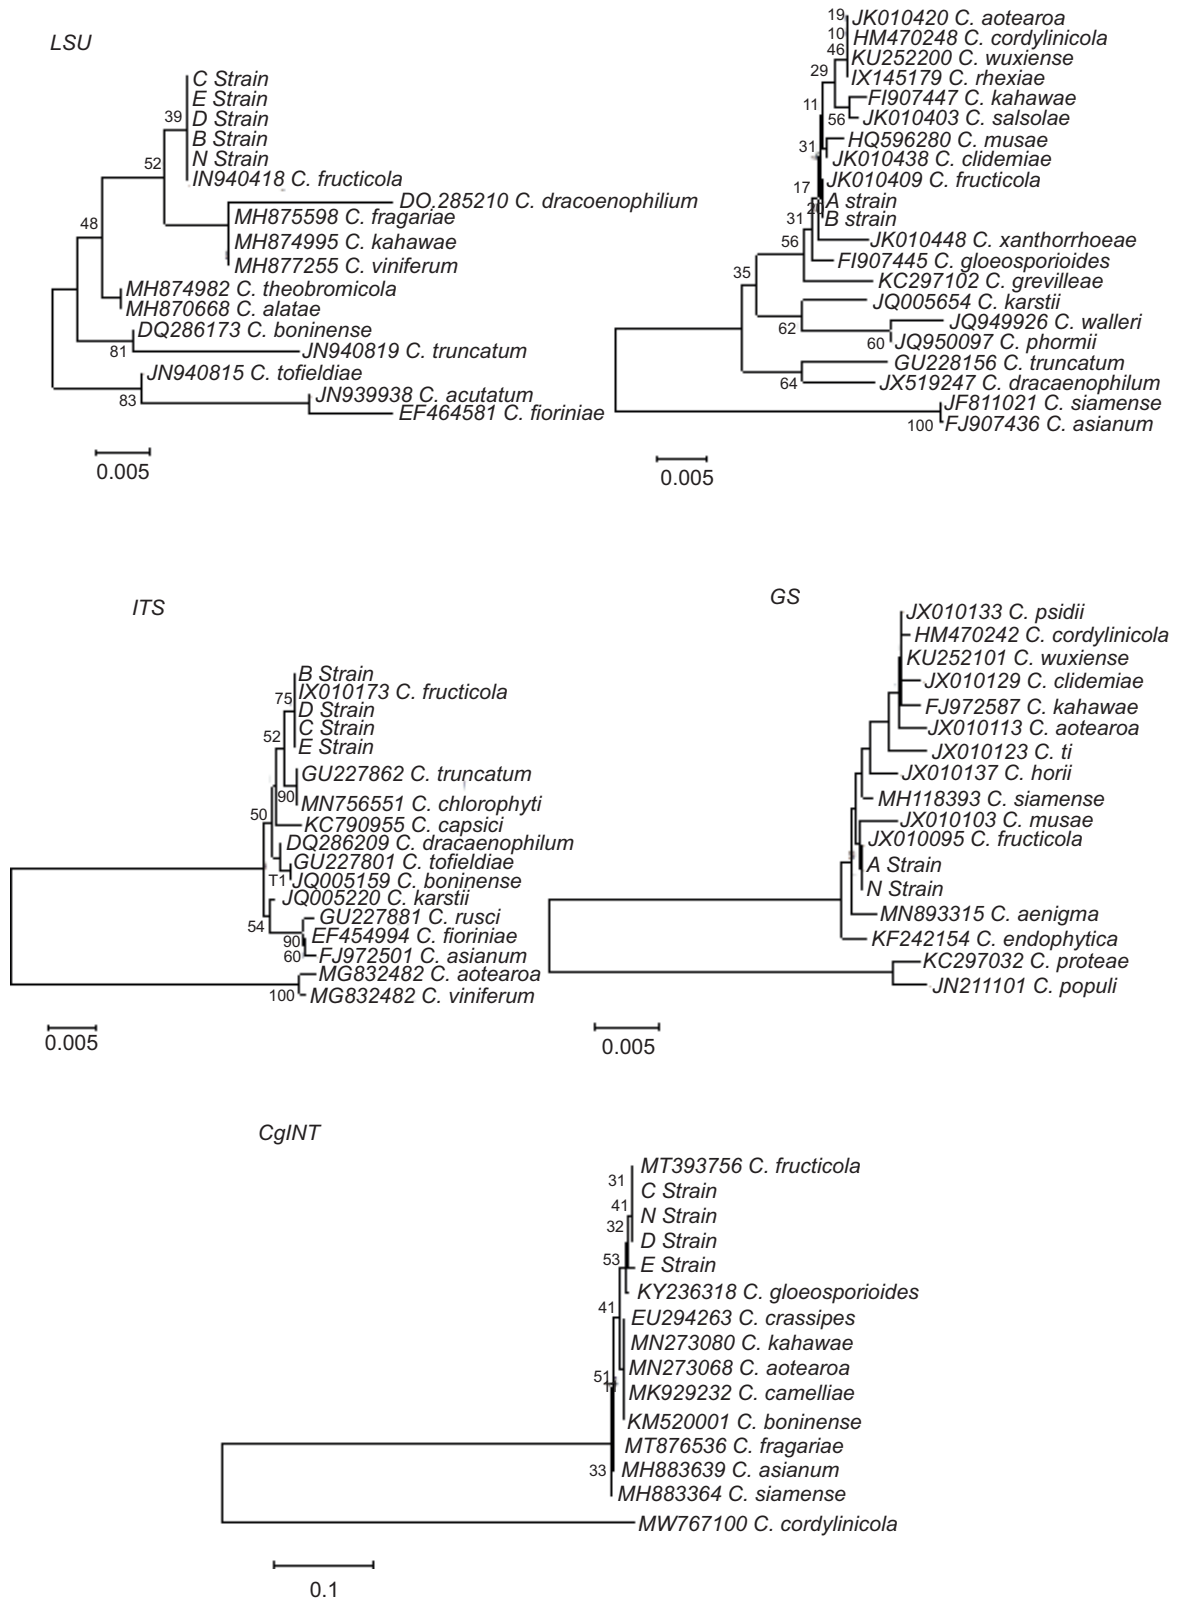 LSU
C Strain
E Strain
39
D Strain
B Strain
N Strain
52
IN940418 C. fructicola
DO.285210 C. dracoenophilium
MH875598 C. fragariae
48
MH874995 C. kahawae
MH877255 C. viniferum
MH874982 C. theobromicola
MH870668 C. alatae
DQ286173 C. boninense
81
JN940819 C. truncatum
JN940815 C. tofieldiae
83
JN939938 C. acutatum
EF464581 C. fioriniae
0.005
19
JK010420 C. aotearoa
10
HM470248 C. cordylinicola
46
KU252200 C. wuxiense
29
IX145179 C. rhexiae
FI907447 C. kahawae
11
56
JK010403 C. salsolae
HQ596280 C. musae
31
JK010438 C. clidemiae
JK010409 C. fructicola
17
A strain
20
31
B strain
56
JK010448 C. xanthorrhoeae
FI907445 C. gloeosporioides
35
KC297102 C. grevilleae
JQ005654 C. karstii
62
JQ949926 C. walleri
60
JQ950097 C. phormii
GU228156 C. truncatum
64
JX519247 C. dracaenophilum
JF811021 C. siamense
100
FJ907436 C. asianum
0.005
ITS
B Strain
75
IX010173 C. fructicola
D Strain
C Strain
52
E Strain
GU227862 C. truncatum
90
MN756551 C. chlorophyti
50
KC790955 C. capsici
DQ286209 C. dracaenophilum
GU227801 C. tofieldiae
T1
JQ005159 C. boninense
JQ005220 C. karstii
54
GU227881 C. rusci
90
EF454994 C. fioriniae
60
FJ972501 C. asianum
MG832482 C. aotearoa
100
MG832482 C. viniferum
0.005
GS
JX010133 C. psidii
HM470242 C. cordylinicola
KU252101 C. wuxiense
JX010129 C. clidemiae
FJ972587 C. kahawae
JX010113 C. aotearoa
JX010123 C. ti
JX010137 C. horii
MH118393 C. siamense
JX010103 C. musae
JX010095 C. fructicola
A Strain
N Strain
MN893315 C. aenigma
KF242154 C. endophytica
KC297032 C. proteae
JN211101 C. populi
0.005
CgINT
MT393756 C. fructicola
31
C Strain
41
N Strain
32
D Strain
53
E Strain
KY236318 C. gloeosporioides
41
EU294263 C. crassipes
MN273080 C. kahawae
MN273068 C. aotearoa
51
MK929232 C. camelliae
KM520001 C. boninense
MT876536 C. fragariae
33
MH883639 C. asianum
MH883364 C. siamense
MW767100 C. cordylinicola
0.1